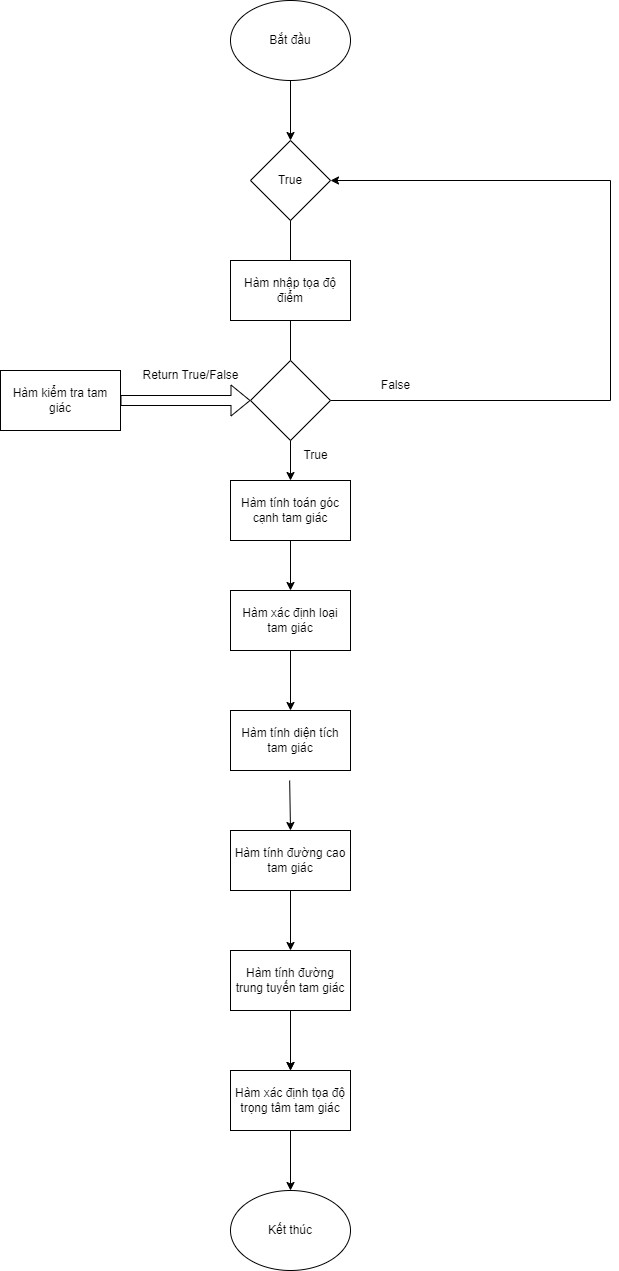 Bắt đầu
True
Hàm nhập tọa độ
điểm
Return True/False
Hàm kiểm tra tam
giác
False
True
Hàm tính toán góc
cạnh tam giác
Hàm xác định loại
tam giác
Hàm tính diện tích
tam giác
Hàm tính đường cao
tam giác
Hàm tính đường
trung tuyến tam giác
Hàm xác định tọa độ
trọng tâm tam giác
Kết thúc